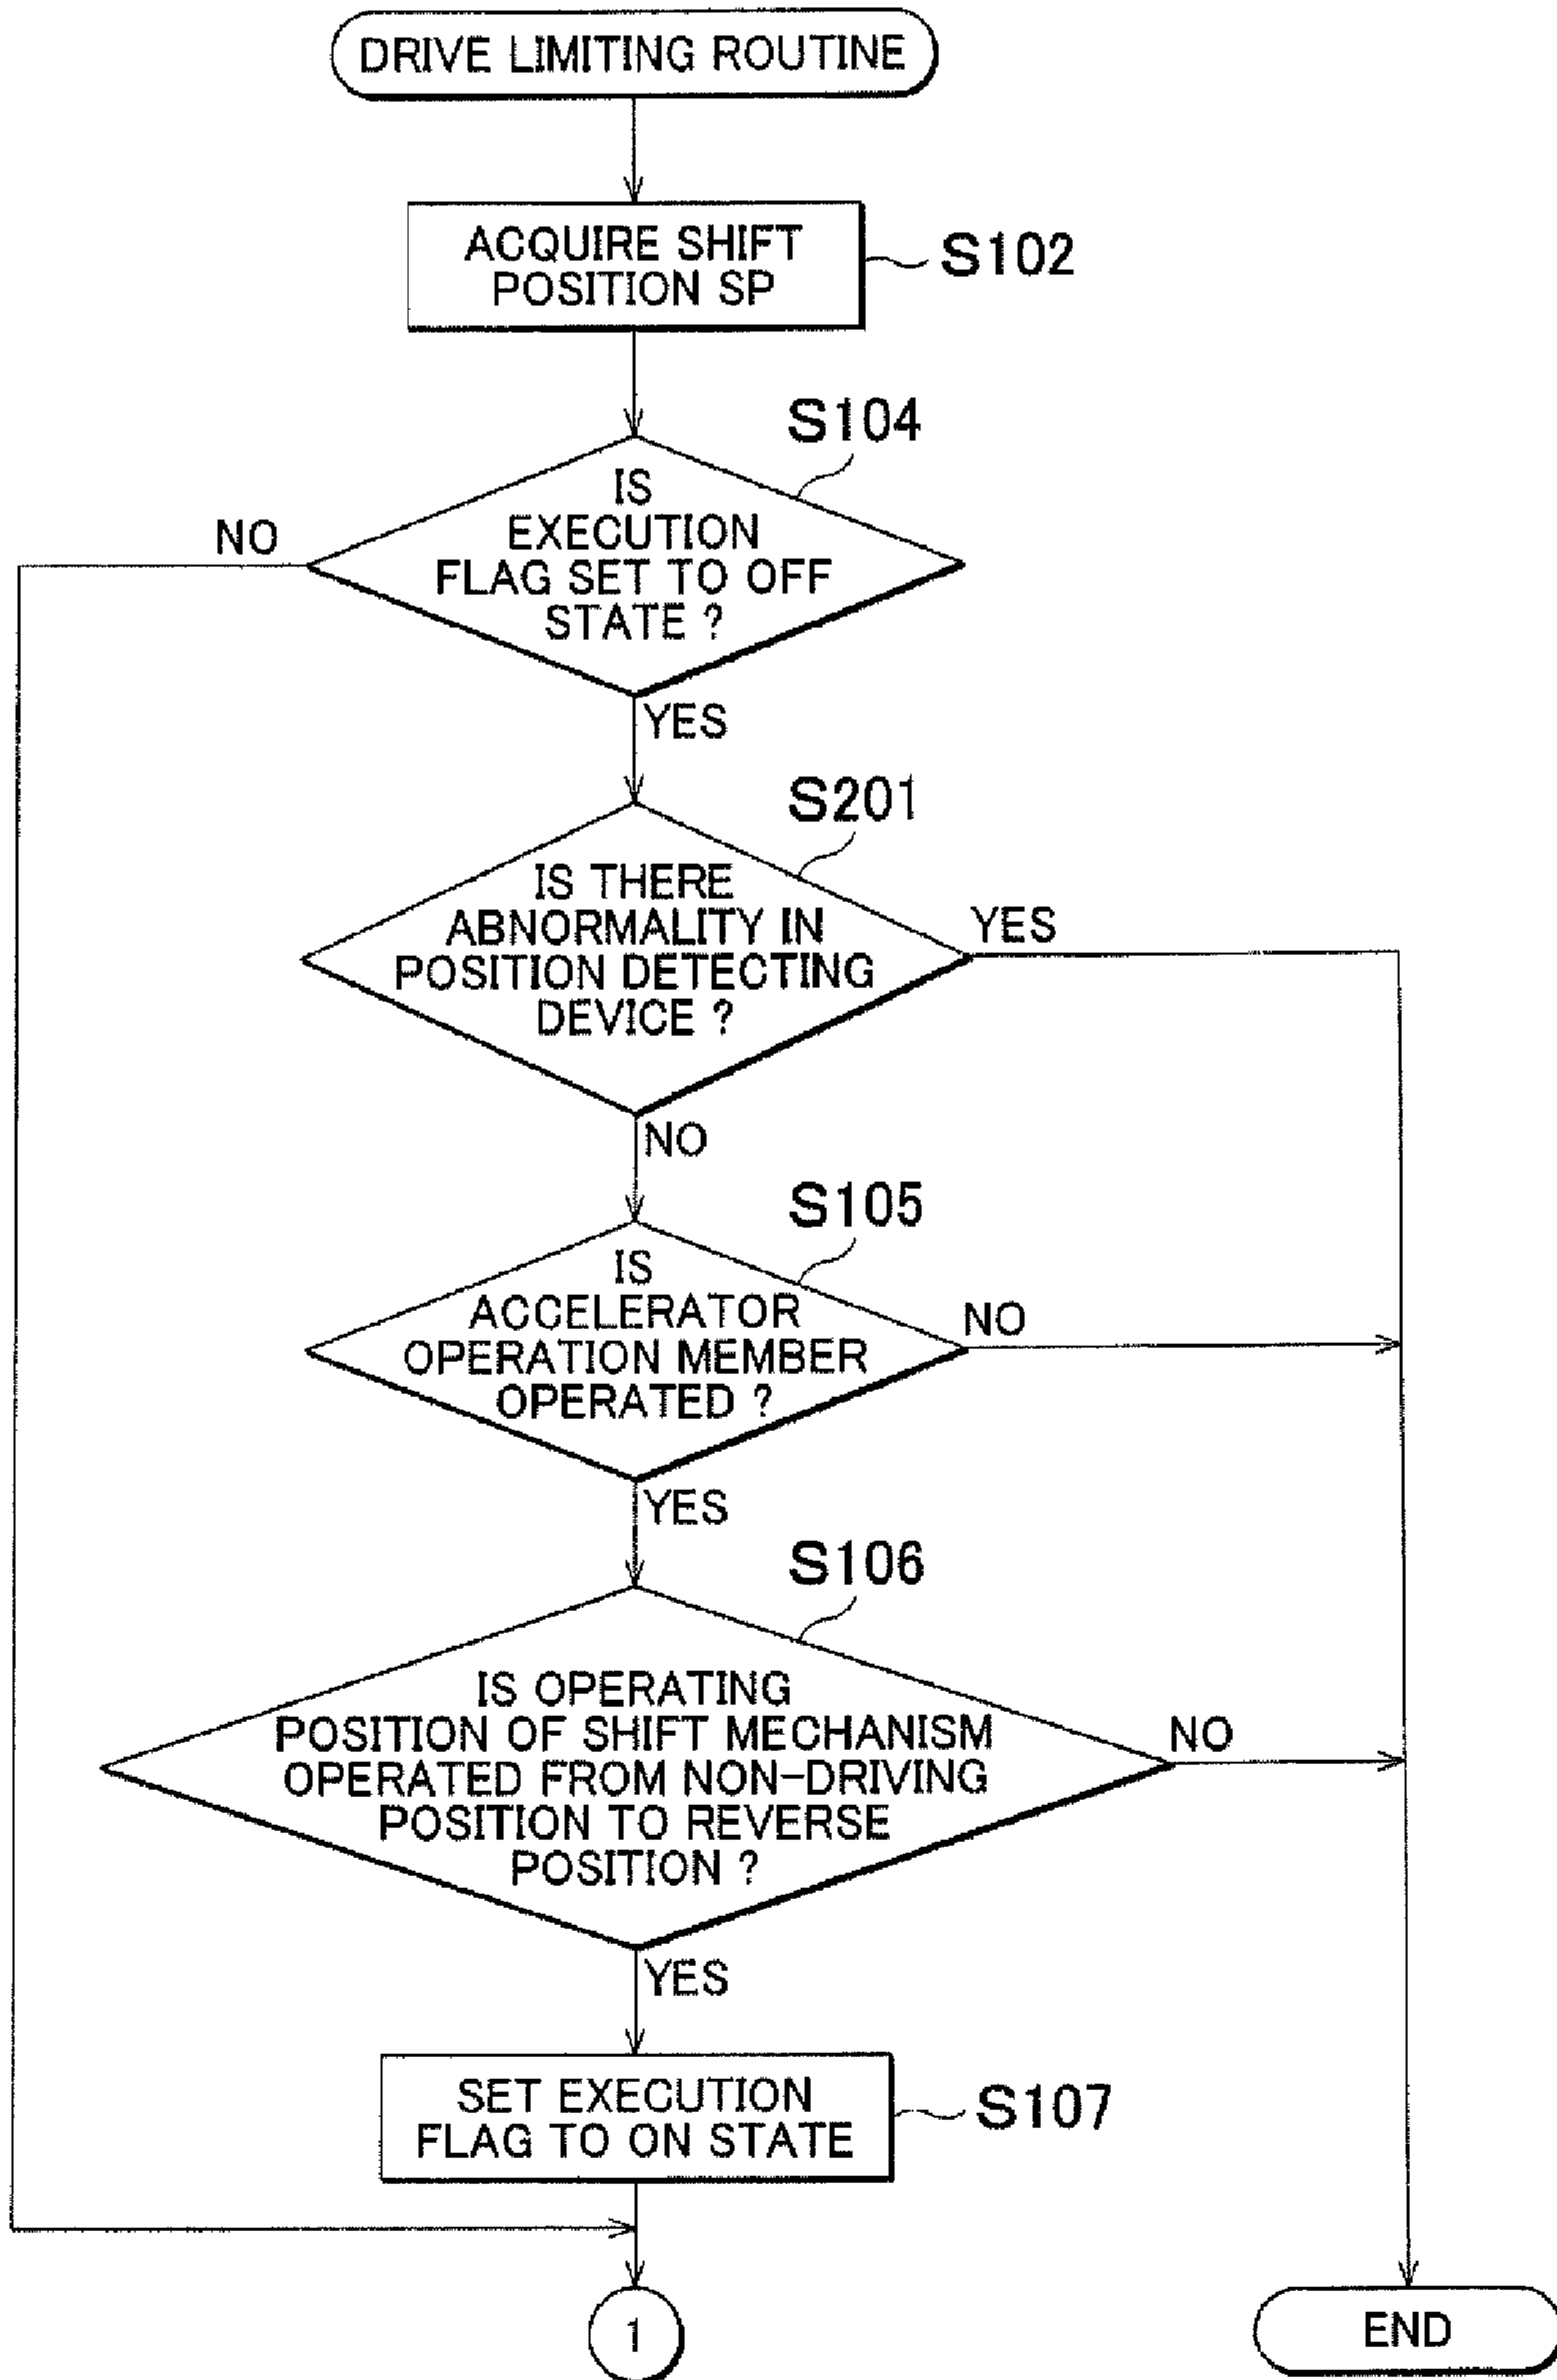 DRIVE LIMITING ROUTINE
ACQUIRE SHIFT
POSITION SP
S102
S104
IS
EXECUTION
FLAG SET TO OFF
STATE ?
NO
YES
S201
IS THERE
ABNORMALITY IN
POSITION DETECTING
DEVICE ?
YES
NO
S105
IS
ACCELERATOR
OPERATION MEMBER
OPERATED ?
NO
YES
S106
IS OPERATING
POSITION OF SHIFT MECHANISM
OPERATED FROM NON-DRIVING
POSITION TO REVERSE
POSITION ?
NO
YES
SET EXECUTION
FLAG TO ON STATE
S107
1
END